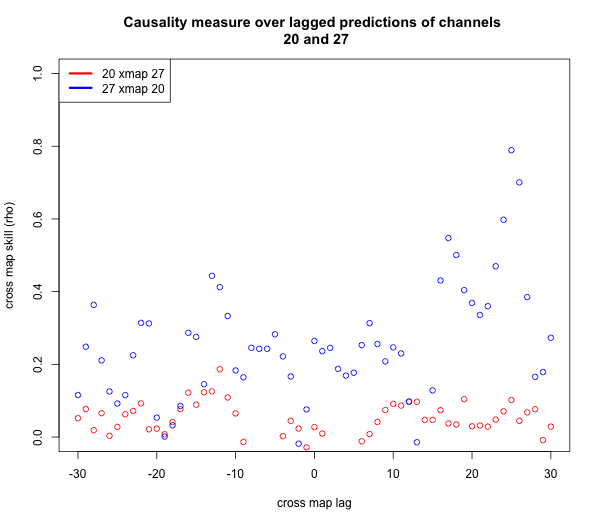 Causality measure over lagged predictions of channels
20 and 27
20 xmap 27
27 xmap 20
1.0
0.8
0.6
0.4
0.2
0.0
cross map skill (rho)
-30
-20
-10
0
10
20
30
cross map lag